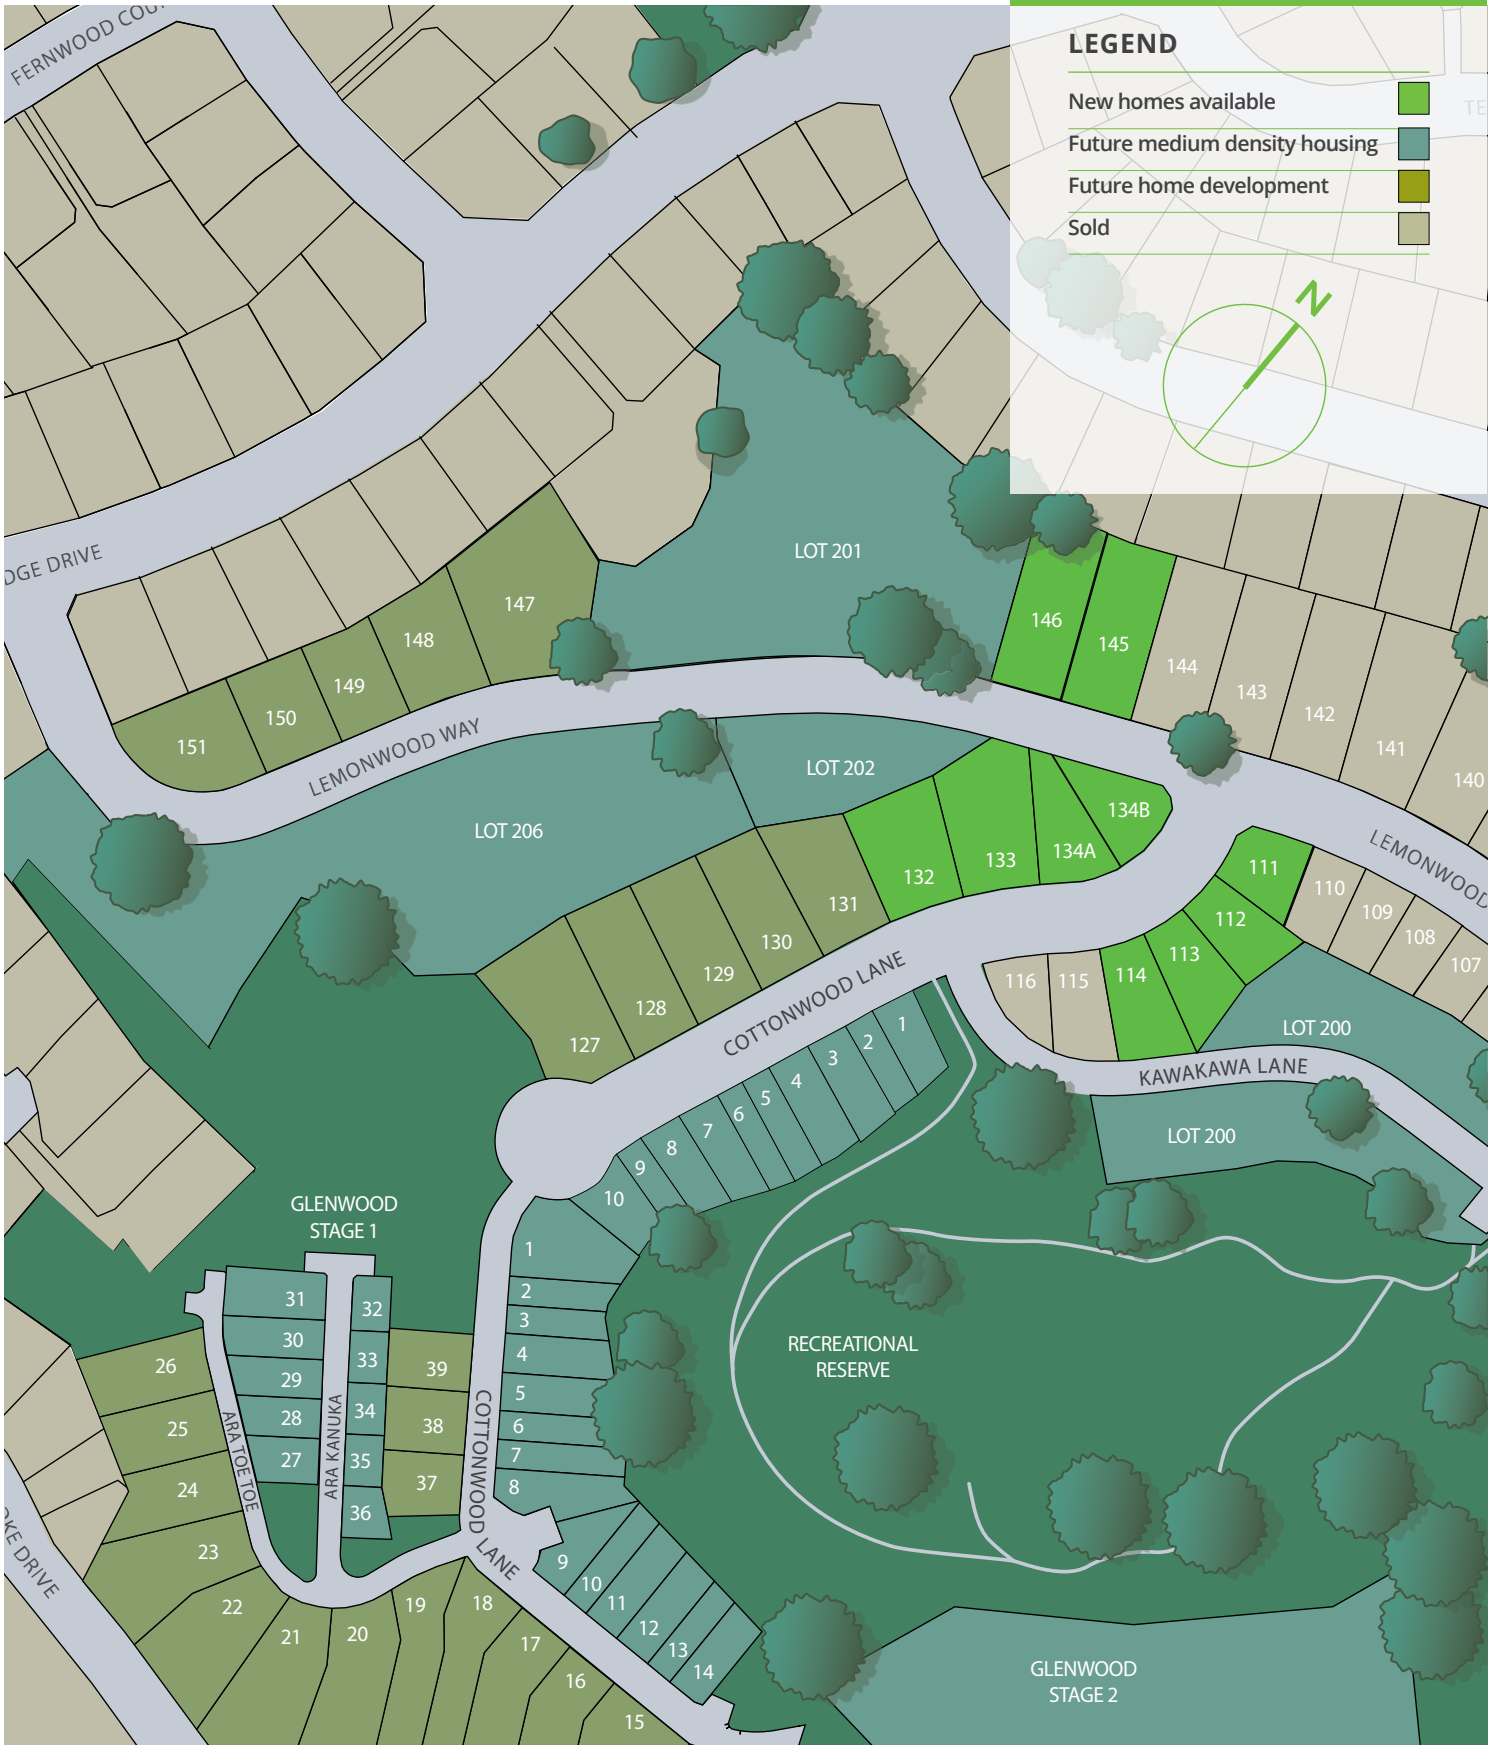 FERNWOOD COU
LEGEND
New homes available
Future medium density housing
Future home development
Sold
TE
N
DGE DRIVE
LOT 201
147
148
149
150
151
146
145
144
143
142
141
140
LEMONWOOD WAY
LOT 202
LOT 206
134B
134A
133
132
131
130
129
128
127
LEMONWOOD
111
110
109
108
107
112
113
114
115
116
COTTONWOOD LANE
LOT 200
KAWAKAWA LANE
LOT 200
1
2
3
4
5
6
7
8
9
10
GLENWOOD
STAGE 1
1
2
3
4
5
6
7
8
9
10
11
12
13
14
31
30
29
28
27
32
33
34
35
36
39
38
37
26
25
24
23
22
21
20
19
18
17
16
15
ARA TOE TOE
ARA KANUKA
COTTONWOOD LANE
OKE DRIVE
RECREATIONAL
RESERVE
GLENWOOD
STAGE 2